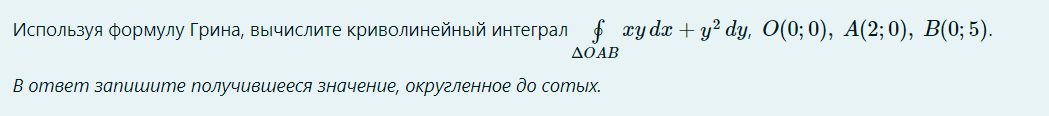 Используя формулу Грина, вычислите криволинейный интеграл ∮ xy dx + y² dy, O(0; 0), A(2; 0), B(0; 5).
ΔOAB
В ответ запишите получившееся значение, округленное до сотых.